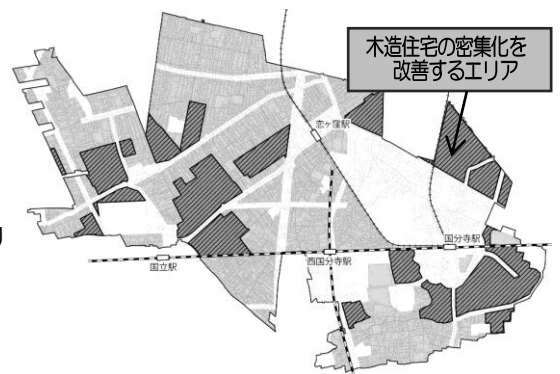 木造住宅の密集化を
改善するエリア
恋ヶ窪駅
国分寺駅
西国分寺駅
国立駅